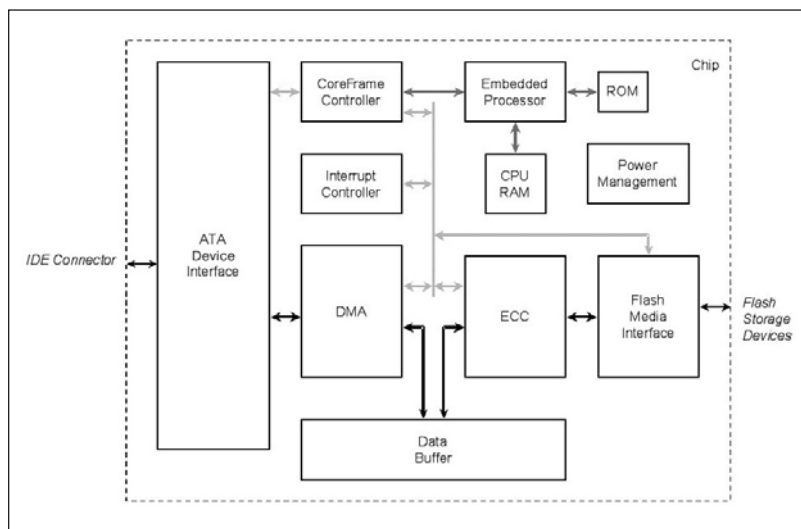 Chip
CoreFrame
Controller
Embedded
Processor
ROM
Interrupt
Controller
CPU
RAM
Power
Management
IDE Connector
ATA
Device
Interface
DMA
ECC
Flash
Media
Interface
Flash
Storage
Devices
Data
Buffer